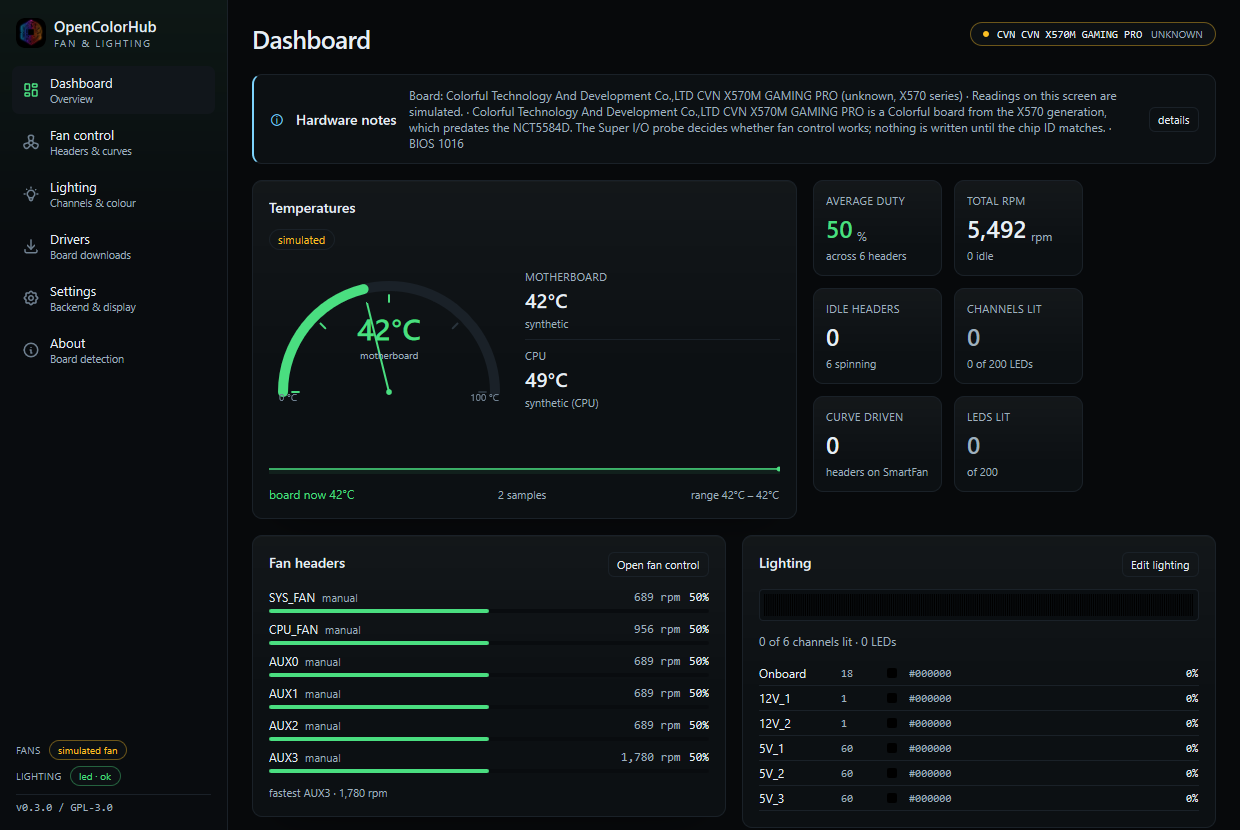 OpenColorHub
FAN & LIGHTING
Dashboard
Overview
Fan control
Headers & curves
Lighting
Channels & colour
Drivers
Board downloads
Settings
Backend & display
About
Board detection
FANS simulated fan
LIGHTING led · ok
v0.3.0 / GPL-3.0
Dashboard
CVN CVN X570M GAMING PRO UNKNOWN
Hardware notes
Board: Colorful Technology And Development Co.,LTD CVN X570M GAMING PRO (unknown, X570 series) · Readings on this screen are
simulated. · Colorful Technology And Development Co.,LTD CVN X570M GAMING PRO is a Colorful board from the X570 generation,
which predates the NCT5584D. The Super I/O probe decides whether fan control works; nothing is written until the chip ID matches. ·
BIOS 1016
details
Temperatures
simulated
42°C
motherboard
0 °C
100 °C
MOTHERBOARD
42°C
synthetic
CPU
49°C
synthetic (CPU)
board now 42°C
2 samples
range 42°C – 42°C
AVERAGE DUTY
50 %
across 6 headers
TOTAL RPM
5,492 rpm
0 idle
IDLE HEADERS
0
6 spinning
CHANNELS LIT
0
0 of 200 LEDs
CURVE DRIVEN
0
headers on SmartFan
LEDS LIT
0
of 200
Fan headers
Open fan control
SYS_FAN manual 689 rpm 50%
CPU_FAN manual 956 rpm 50%
AUX0 manual 689 rpm 50%
AUX1 manual 689 rpm 50%
AUX2 manual 689 rpm 50%
AUX3 manual 1,780 rpm 50%
fastest AUX3 · 1,780 rpm
Lighting
Edit lighting
0 of 6 channels lit · 0 LEDs
Onboard 18 #000000 0%
12V_1 1 #000000 0%
12V_2 1 #000000 0%
5V_1 60 #000000 0%
5V_2 60 #000000 0%
5V_3 60 #000000 0%